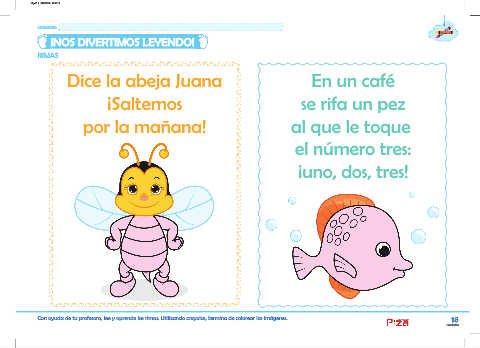 ¡NOS DIVERTIMOS LEYENDO!
RIMAS
Dice la abeja Juana
¡Saltemos
por la mañana!
En un café
se rifa un pez
al que le toque
el número tres:
¡uno, dos, tres!
Con ayuda de tu profesora, lee y aprende las rimas. Utilizando crayolas, termina de colorear las imágenes.
18